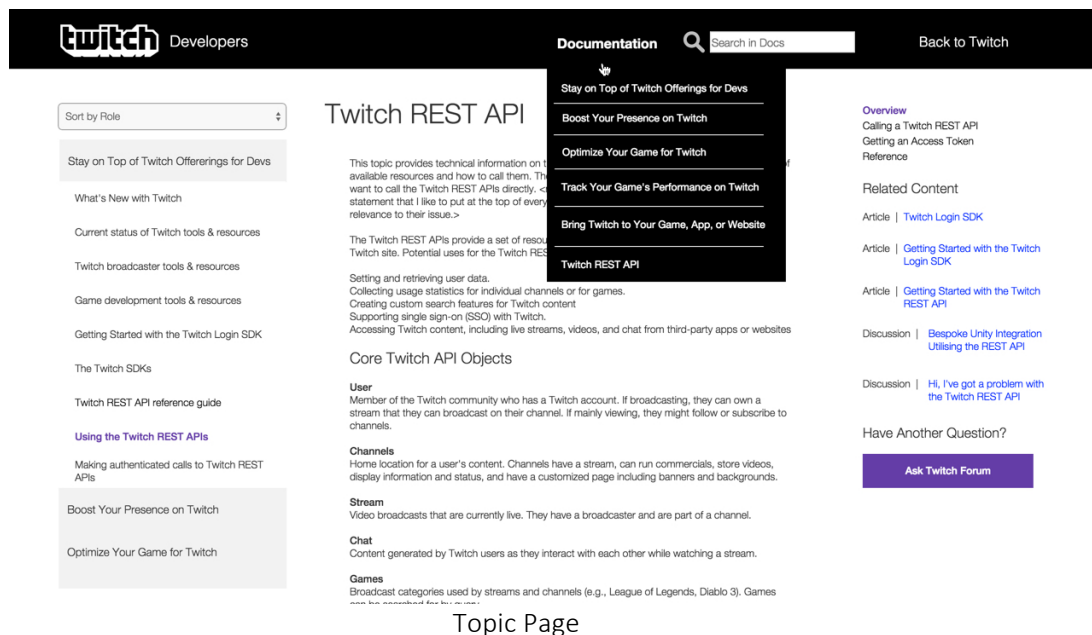 twitch Developers
Documentation
Search in Docs
Back to Twitch
Stay on Top of Twitch Offerings for Devs
Boost Your Presence on Twitch
Optimize Your Game for Twitch
Track Your Game's Performance on Twitch
Bring Twitch to Your Game, App, or Website
Twitch REST API
Sort by Role
Stay on Top of Twitch Offerерings for Devs
What's New with Twitch
Current status of Twitch tools & resources
Twitch broadcaster tools & resources
Game development tools & resources
Getting Started with the Twitch Login SDK
The Twitch SDKs
Twitch REST API reference guide
Using the Twitch REST APIs
Making authenticated calls to Twitch REST
APIs
Boost Your Presence on Twitch
Optimize Your Game for Twitch
Twitch REST API
This topic provides technical information on t of
available resources and how to call them. Th
want to call the Twitch REST APIs directly. <
statement that I like to put at the top of every
relevance to their issue.>
The Twitch REST APIs provide a set of resou
Twitch site. Potential uses for the Twitch RES
Setting and retrieving user data.
Collecting usage statistics for individual channels or for games.
Creating custom search features for Twitch content
Supporting single sign-on (SSO) with Twitch.
Accessing Twitch content, including live streams, videos, and chat from third-party apps or websites
Core Twitch API Objects
User
Member of the Twitch community who has a Twitch account. If broadcasting, they can own a
stream that they can broadcast on their channel. If mainly viewing, they might follow or subscribe to
channels.
Channels
Home location for a user's content. Channels have a stream, can run commercials, store videos,
display information and status, and have a customized page including banners and backgrounds.
Stream
Video broadcasts that are currently live. They have a broadcaster and are part of a channel.
Chat
Content generated by Twitch users as they interact with each other while watching a stream.
Games
Broadcast categories used by streams and channels (e.g., League of Legends, Diablo 3). Games
can be searched for by query
Overview
Calling a Twitch REST API
Getting an Access Token
Reference
Related Content
Article | Twitch Login SDK
Article | Getting Started with the Twitch
Login SDK
Article | Getting Started with the Twitch
REST API
Discussion | Bespoke Unity Integration
Utilising the REST API
Discussion | Hi, I've got a problem with
the Twitch REST API
Have Another Question?
Ask Twitch Forum
Topic Page